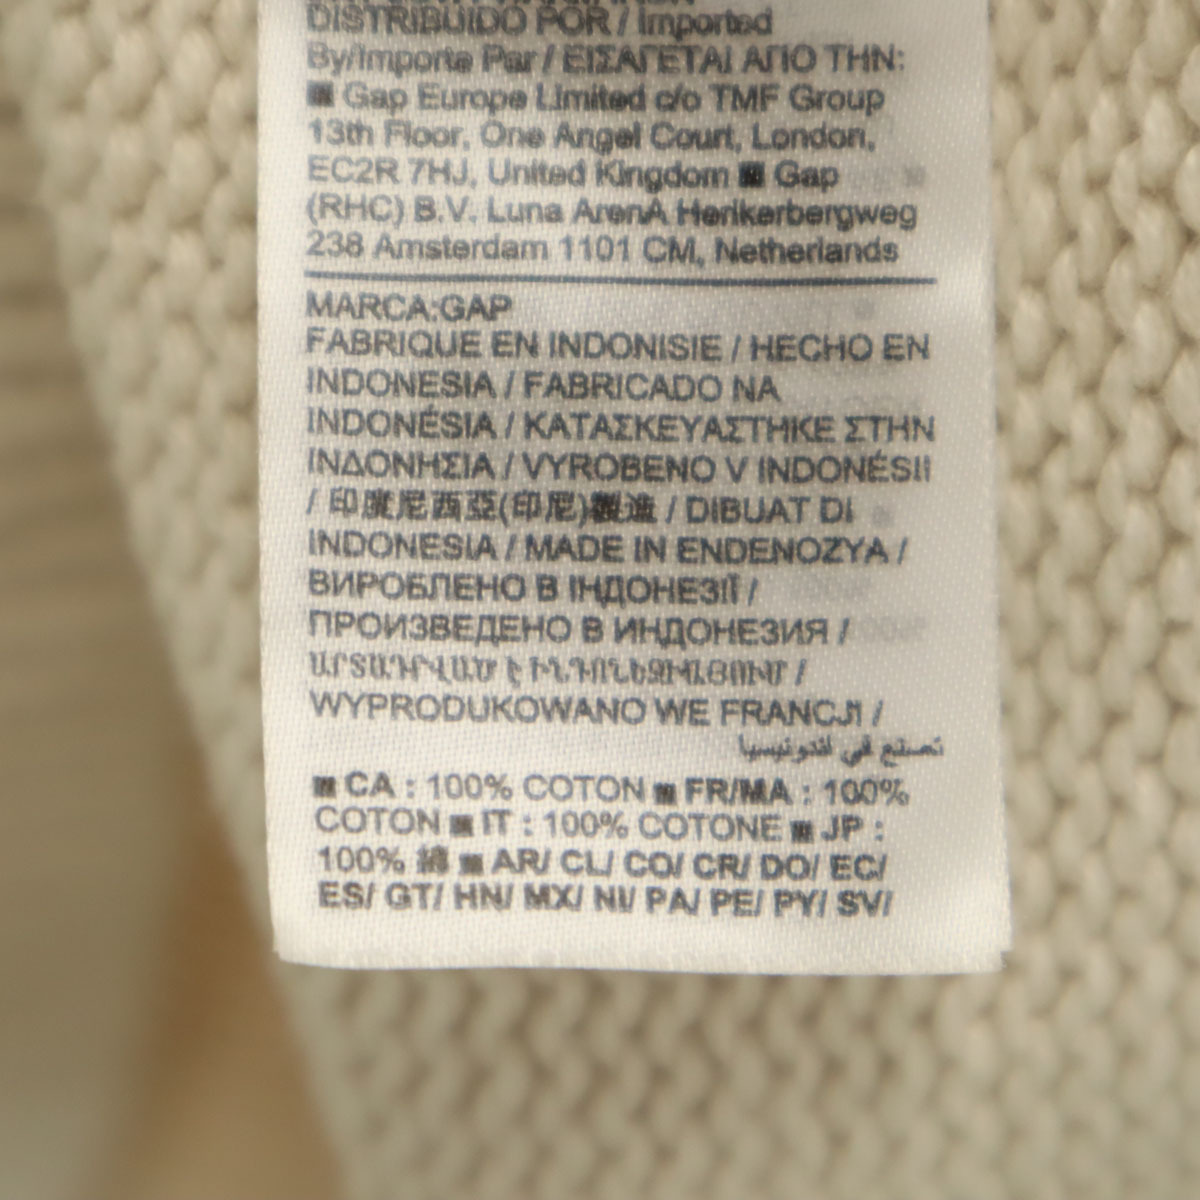 DISTRIBUIDO POR / Imported
By/Importe Par / ΕΙΣΑΓΕΤΑΙ ΑΠΟ ΤΗΝ:
■ Gap Europe Limited c/o TMF Group
13th Floor, One Angel Court, London,
EC2R 7HJ, United Kingdom ■ Gap
(RHC) B.V. Luna ArenA Herikerbergweg
238 Amsterdam 1101 CM, Netherlands
MARCA:GAP
FABRIQUE EN INDONISIE / HECHO EN
INDONESIA / FABRICADO NA
INDONÉSIA / ΚΑΤΑΣΚΕΥΑΣΤΗΚΕ ΣΤΗΝ
ΙΝΔΟΝΗΣΙΑ / VYROBENO V INDONÉSII
/ 印度尼西亞(印尼)製造 / DIBUAT DI
INDONESIA / MADE IN ENDENOZYA /
ВИРОБЛЕНО В ІНДОНЕЗІЇ /
ПРОИЗВЕДЕНО В ИНДОНЕЗИЯ /
ԱՐՏԱԴՐՎԱԾ Է ԻՆԴՈՆԵԶԻԱՅՈՒՄ /
WYPRODUKOWANO WE FRANCJI /
تصنيع في اندونيسيا
■ CA : 100% COTON ■ FR/MA : 100%
COTON ■ IT : 100% COTONE ■ JP :
100% 綿 ■ AR/ CL/ CO/ CR/ DO/ EC/
ES/ GT/ HN/ MX/ NI/ PA/ PE/ PY/ SV/